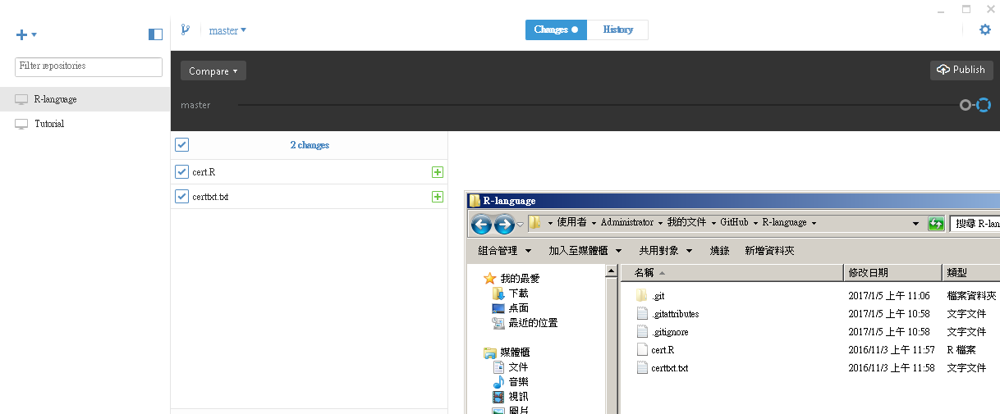 master
Changes
History
Filter repositories
Compare
Publish
R-language
master
Tutorial
2 changes
cert.R
certtxt.txt
R-language
使用者 Administrator 我的文件 GitHub R-language
搜尋 R-lan
組合管理 加入至媒體櫃 共用對象 燒錄 新增資料夾
我的最愛
下載
桌面
最近的位置
媒體櫃
文件
音樂
視訊
圖片
名稱 修改日期 類型
.git 2017/1/5 上午 11:06 檔案資料夾
.gitattributes 2017/1/5 上午 10:58 文字文件
.gitignore 2017/1/5 上午 10:58 文字文件
cert.R 2016/11/3 上午 11:57 R 檔案
certtxt.txt 2016/11/3 上午 11:58 文字文件